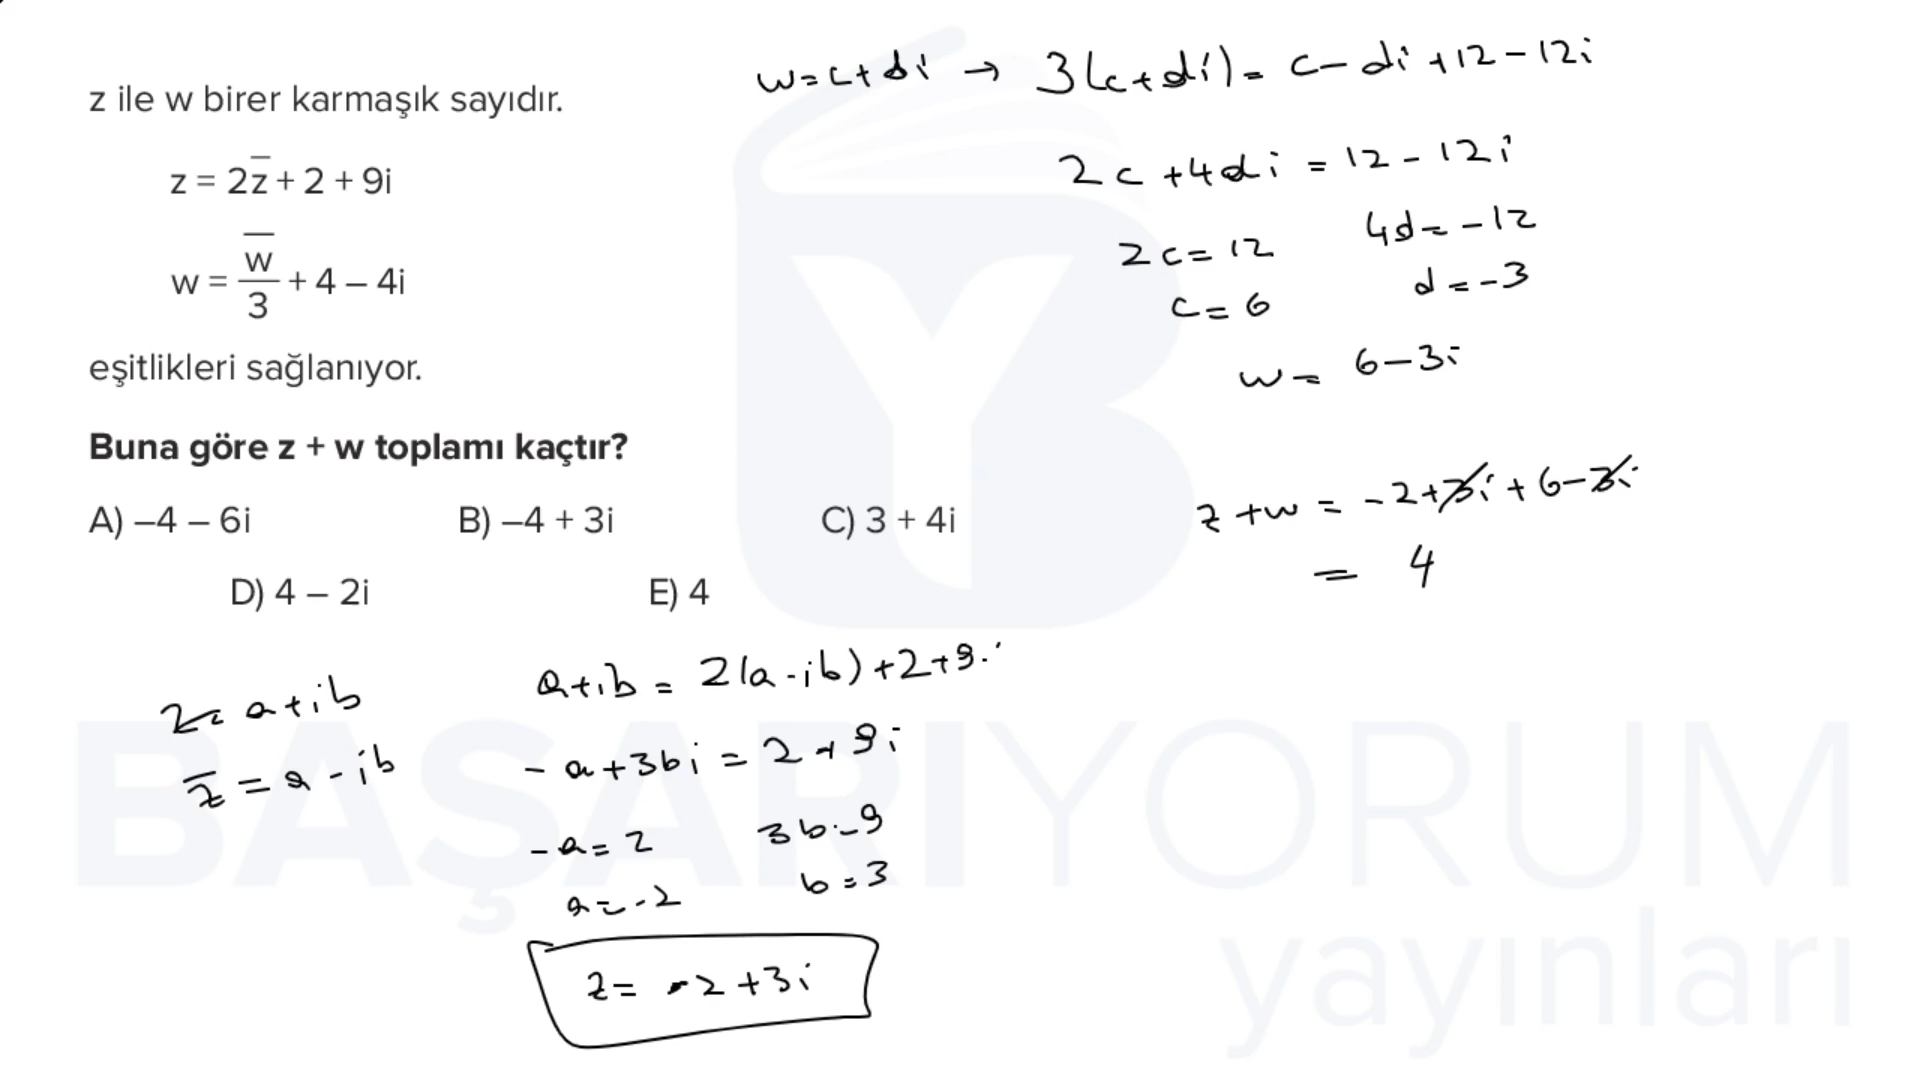 z ile w birer karmaşık sayıdır.
z = 2z̅ + 2 + 9i
w = w̅/3 + 4 – 4i
eşitlikleri sağlanıyor.
Buna göre z + w toplamı kaçtır?
A) –4 – 6i B) –4 + 3i C) 3 + 4i
D) 4 – 2i E) 4
w = c + di → 3(c + di) = c - di + 12 - 12i
2c + 4di = 12 - 12i
2c = 12 4d = -12
c = 6 d = -3
w = 6 - 3i
z + w = -2 + 3i + 6 - 3i
= 4
z = a + ib
z̅ = a - ib
a + ib = 2(a - ib) + 2 + 9i
-a + 3bi = 2 + 9i
-a = 2 3b = 9
a = -2 b = 3
z = -2 + 3i
BAŞARIYORUM
yayınları